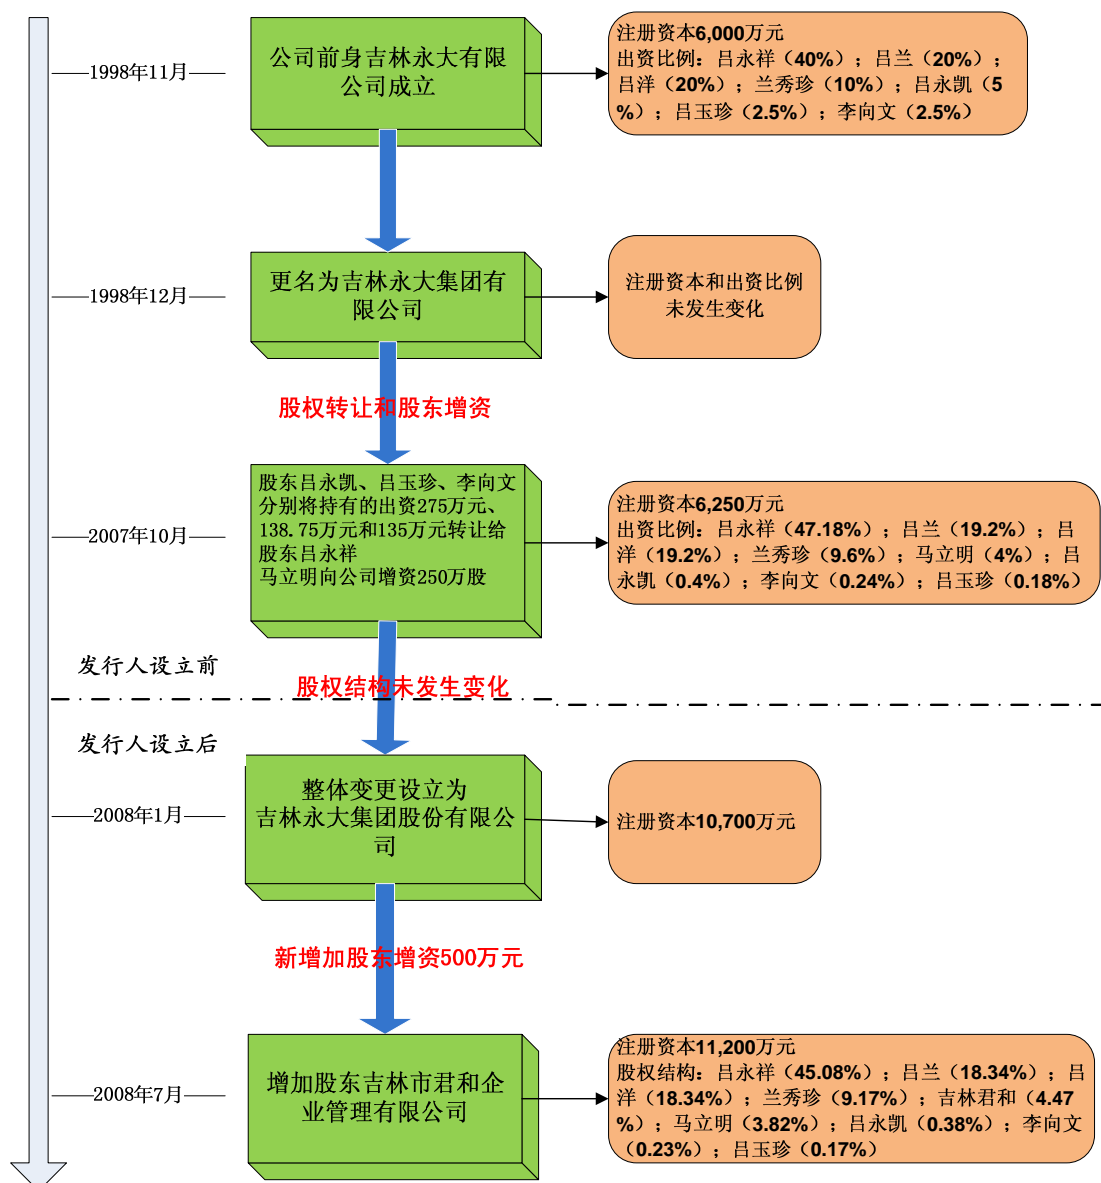 1998年11月
公司前身吉林永大有限
公司成立
注册资本6,000万元
出资比例：吕永祥（40%）；吕兰（20%）；
吕洋（20%）；兰秀珍（10%）；吕永凯（5
%）；吕玉珍（2.5%）；李向文（2.5%）
1998年12月
更名为吉林永大集团有
限公司
注册资本和出资比例
未发生变化
股权转让和股东增资
2007年10月
股东吕永凯、吕玉珍、李向文
分别将持有的出资275万元、
138.75万元和135万元转让给
股东吕永祥
马立明向公司增资250万股
注册资本6,250万元
出资比例：吕永祥（47.18%）；吕兰（19.2%）；吕
洋（19.2%）；兰秀珍（9.6%）；马立明（4%）；吕
永凯（0.4%）；李向文（0.24%）；吕玉珍（0.18%）
发行人设立前
股权结构未发生变化
发行人设立后
2008年1月
整体变更设立为
吉林永大集团股份有限公
司
注册资本10,700万元
新增加股东增资500万元
2008年7月
增加股东吉林市君和企
业管理有限公司
注册资本11,200万元
股权结构：吕永祥（45.08%）；吕兰（18.34%）；吕
洋（18.34%）；兰秀珍（9.17%）；吉林君和（4.47
%）；马立明（3.82%）；吕永凯（0.38%）；李向文
（0.23%）；吕玉珍（0.17%）